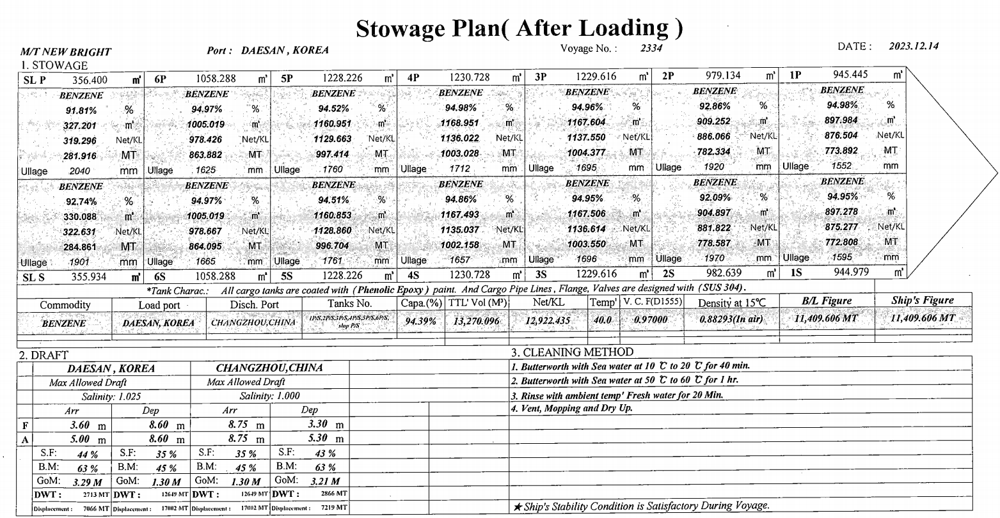 Stowage Plan( After Loading )
M/T NEW BRIGHT Port : DAESAN , KOREA Voyage No. : 2334 DATE : 2023.12.14
1. STOWAGE
SL P 356.400 m³ 6P 1058.288 m³ 5P 1228.226 m³ 4P 1230.728 m³ 3P 1229.616 m³ 2P 979.134 m³ 1P 945.445 m³
BENZENE BENZENE BENZENE BENZENE BENZENE BENZENE BENZENE
91.81% % 94.97% % 94.52% % 94.98% % 94.96% % 92.86% % 94.98% %
327.201 m³ 1005.019 m³ 1160.951 m³ 1168.951 m³ 1167.604 m³ 909.252 m³ 897.984 m³
319.296 Net/KL 978.426 Net/KL 1129.663 Net/KL 1136.022 Net/KL 1137.550 Net/KL 886.066 Net/KL 876.504 Net/KL
281.916 MT 863.882 MT 997.414 MT 1003.028 MT 1004.377 MT 782.334 MT 773.892 MT
Ullage 2040 mm Ullage 1625 mm Ullage 1760 mm Ullage 1712 mm Ullage 1695 mm Ullage 1920 mm Ullage 1552 mm
BENZENE BENZENE BENZENE BENZENE BENZENE BENZENE BENZENE
92.74% % 94.97% % 94.51% % 94.86% % 94.95% % 92.09% % 94.95% %
330.088 m³ 1005.019 m³ 1160.853 m³ 1167.493 m³ 1167.506 m³ 904.897 m³ 897.278 m³
322.631 Net/KL 978.667 Net/KL 1128.860 Net/KL 1135.037 Net/KL 1136.614 Net/KL 881.822 Net/KL 875.277 Net/KL
284.861 MT 864.095 MT 996.704 MT 1002.158 MT 1003.550 MT 778.587 MT 772.808 MT
Ullage 1901 mm Ullage 1665 mm Ullage 1761 mm Ullage 1657 mm Ullage 1696 mm Ullage 1970 mm Ullage 1595 mm
SL S 355.934 m³ 6S 1058.288 m³ 5S 1228.226 m³ 4S 1230.728 m³ 3S 1229.616 m³ 2S 982.639 m³ 1S 944.979 m³
*Tank Charac.: All cargo tanks are coated with (Phenolic Epoxy) paint. And Cargo Pipe Lines, Flange, Valves are designed with (SUS 304).
Commodity Load port Disch. Port Tanks No. Capa.(%) TTL' Vol (M³) Net/KL Temp' V. C. F(D1555) Density at 15℃ B/L Figure Ship's Figure
BENZENE DAESAN, KOREA CHANGZHOU,CHINA 1P/S,2P/S,3P/S,4P/S,5P/S,6P/S, slop P/S 94.39% 13,270.096 12,922.435 40.0 0.97000 0.88293(In air) 11,409.606 MT 11,409.606 MT
2. DRAFT
DAESAN , KOREA CHANGZHOU,CHINA
Max Allowed Draft Max Allowed Draft
Salinity: 1.025 Salinity: 1.000
Arr Dep Arr Dep
F 3.60 m 8.60 m 8.75 m 3.30 m
A 5.00 m 8.60 m 8.75 m 5.30 m
S.F: 44 % S.F: 35 % S.F: 35 % S.F: 43 %
B.M: 63 % B.M: 45 % B.M: 45 % B.M: 63 %
GoM: 3.29 M GoM: 1.30 M GoM: 1.30 M GoM: 3.21 M
DWT : 2713 MT DWT : 12649 MT DWT : 12649 MT DWT : 2866 MT
Displacement : 7066 MT Displacement : 17002 MT Displacement : 17002 MT Displacement : 7219 MT
3. CLEANING METHOD
1. Butterworth with Sea water at 10 ℃ to 20 ℃ for 40 min.
2. Butterworth with Sea water at 50 ℃ to 60 ℃ for 1 hr.
3. Rinse with ambient temp' Fresh water for 20 Min.
4. Vent, Mopping and Dry Up.
★ Ship's Stability Condition is Satisfactory During Voyage.